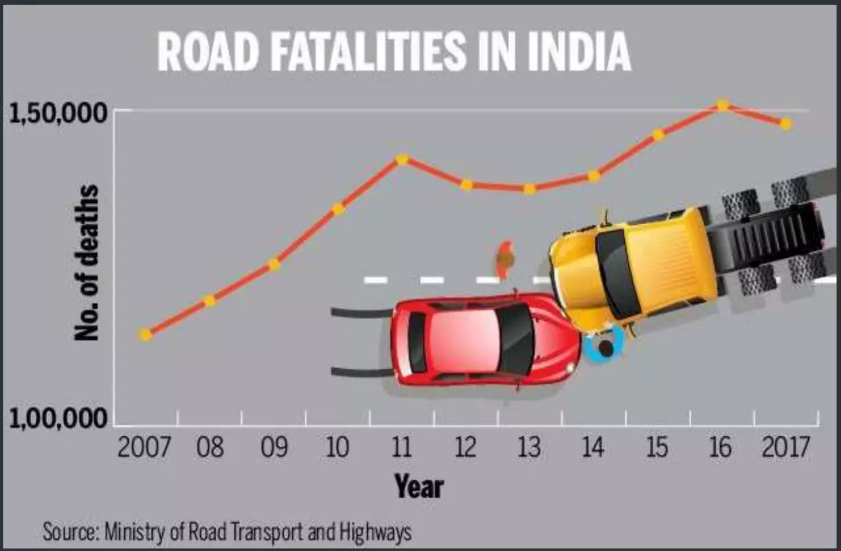 ROAD FATALITIES IN INDIA
1,50,000
No. of deaths
1,00,000
2007 08 09 10 11 12 13 14 15 16 2017
Year
Source: Ministry of Road Transport and Highways